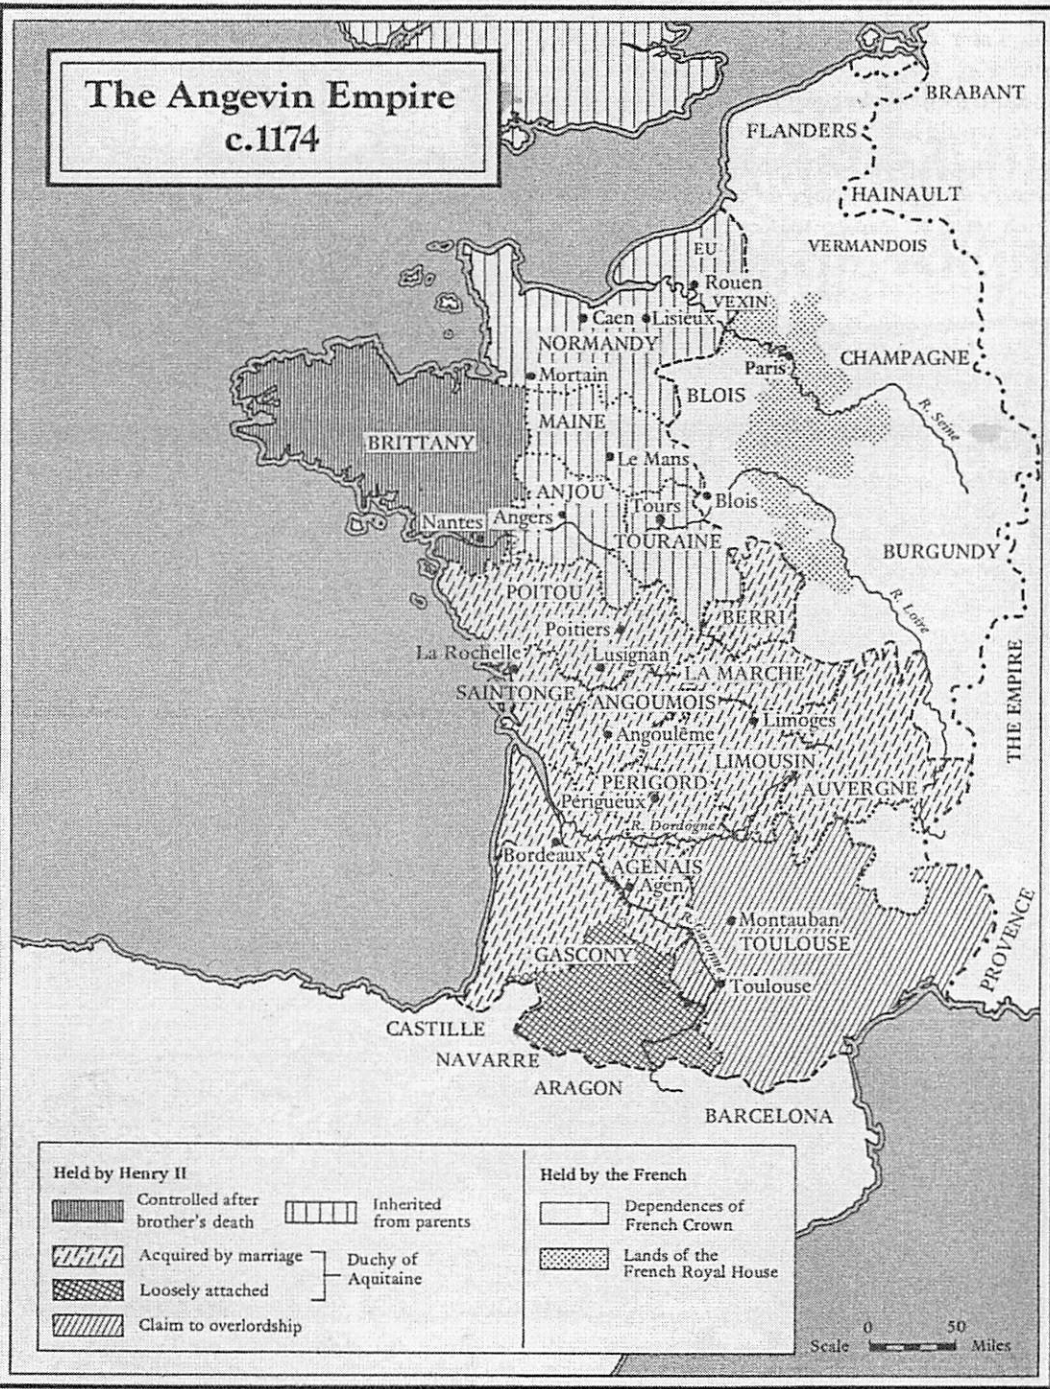 The Angevin Empire
c.1174
BRABANT
FLANDERS
HAINAULT
VERMANDOIS
EU
Rouen
VEXIN
Caen
Lisieux
NORMANDY
Paris
CHAMPAGNE
Mortain
BLOIS
R. Seine
MAINE
BRITTANY
Le Mans
ANJOU
Blois
Tours
Nantes
Angers
TOURAINE
BURGUNDY
POITOU
R. Loire
BERRI
Poitiers
La Rochelle
Lusignan
LA MARCHE
THE EMPIRE
SAINTONGE
ANGOUMOIS
Limoges
Angoulême
LIMOUSIN
PERIGORD
AUVERGNE
Périgueux
R. Dordogne
Bordeaux
AGENAIS
Agen
Montauban
R. Garonne
TOULOUSE
GASCONY
Toulouse
PROVENCE
CASTILLE
NAVARRE
ARAGON
BARCELONA
Held by Henry II
Controlled after
brother's death
Inherited
from parents
Acquired by marriage
Duchy of
Aquitaine
Loosely attached
Claim to overlordship
Held by the French
Dependences of
French Crown
Lands of the
French Royal House
0 50
Scale Miles